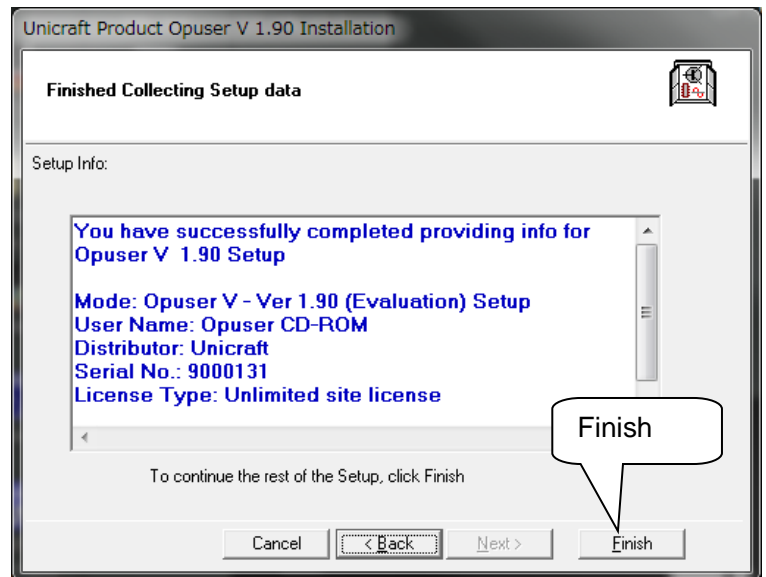 Unicraft Product Opuser V 1.90 Installation
Finished Collecting Setup data
Setup Info:
You have successfully completed providing info for
Opuser V  1.90 Setup
Mode: Opuser V - Ver 1.90 (Evaluation) Setup
User Name: Opuser CD-ROM
Distributor: Unicraft
Serial No.: 9000131
License Type: Unlimited site license
Finish
To continue the rest of the Setup, click Finish
Cancel < Back Next > Finish